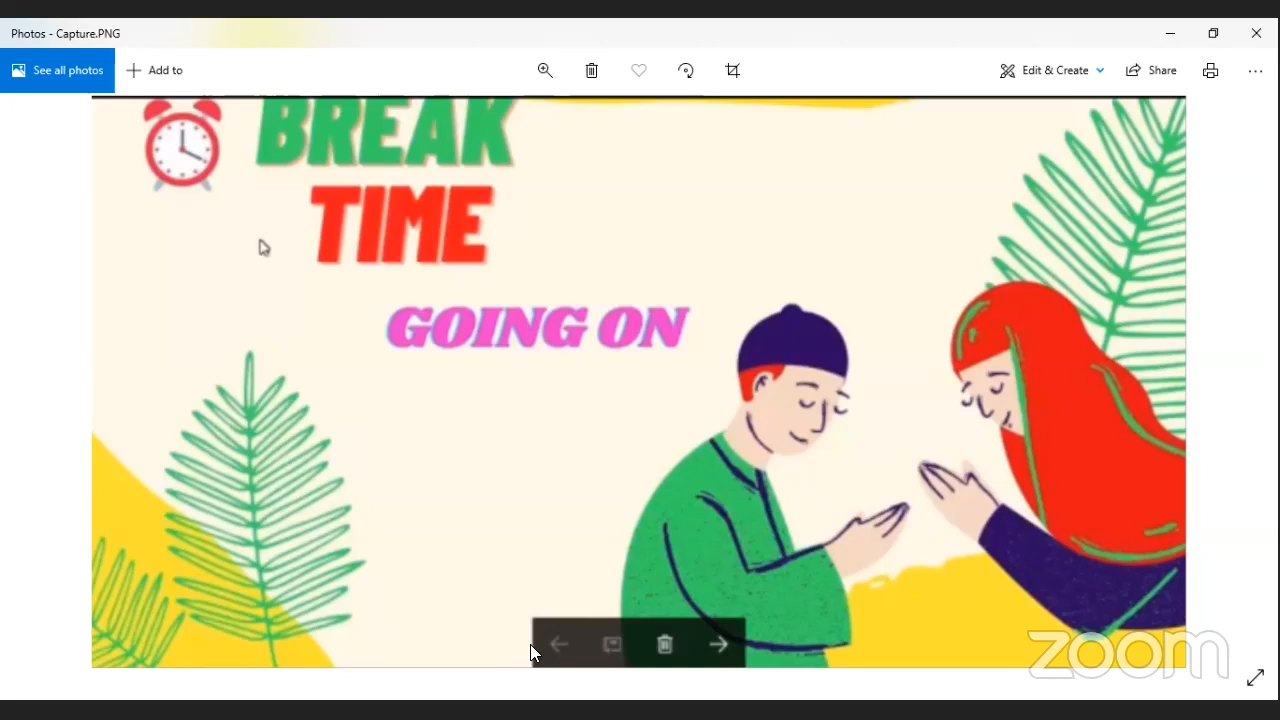 Photos - Capture.PNG
See all photos
Add to
Edit & Create
Share
BREAK
TIME
GOING ON
zoom